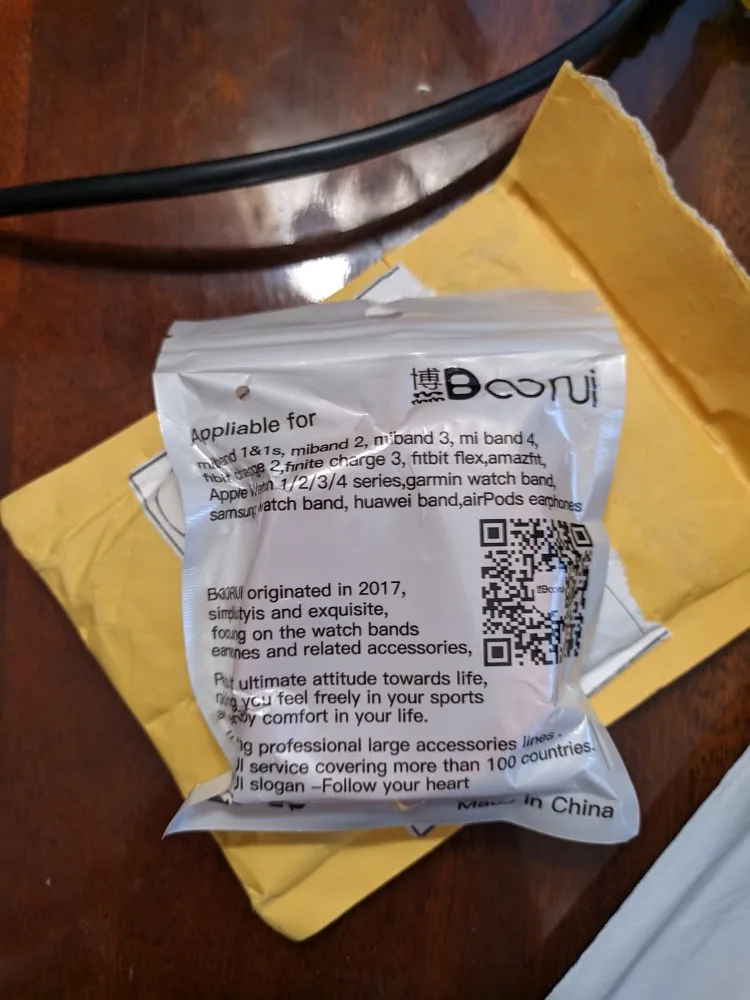 博 Boorui
Appliable for
miband 1&1s, miband 2, miband 3, mi band 4,
fitbit charge 2,finite charge 3, fitbit flex,amazfit,
Apple Watch 1/2/3/4 series,garmin watch band,
samsung watch band, huawei band,airPods earphones
BOORUI originated in 2017,
is and exquisite,
focuing on the watch bands
and related accessories,
ultimate attitude towards life,
you feel freely in your sports
comfort in your life.
professional large accessories lines .
service covering more than 100 countries.
slogan –Follow your heart
Made in China